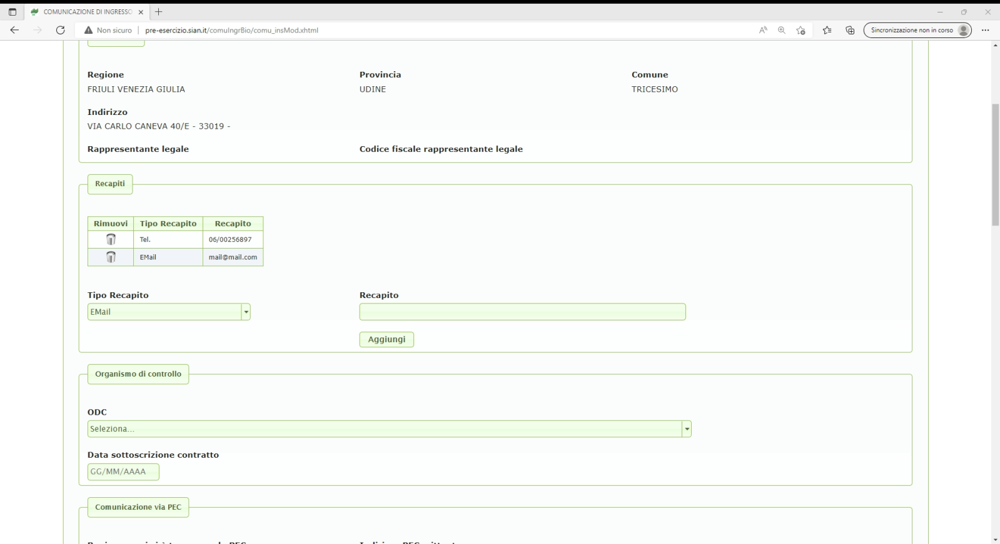 COMUNICAZIONE DI INGRESSO
Non sicuro pre-esercizio.sian.it/comuIngrBio/comu_insMod.xhtml
Sincronizzazione non in corso
Regione Provincia Comune
FRIULI VENEZIA GIULIA UDINE TRICESIMO
Indirizzo
VIA CARLO CANEVA 40/E - 33019 -
Rappresentante legale Codice fiscale rappresentante legale
Recapiti
Rimuovi Tipo Recapito Recapito
Tel. 06/00256897
EMail mail@mail.com
Tipo Recapito Recapito
EMail
Aggiungi
Organismo di controllo
ODC
Seleziona...
Data sottoscrizione contratto
GG/MM/AAAA
Comunicazione via PEC